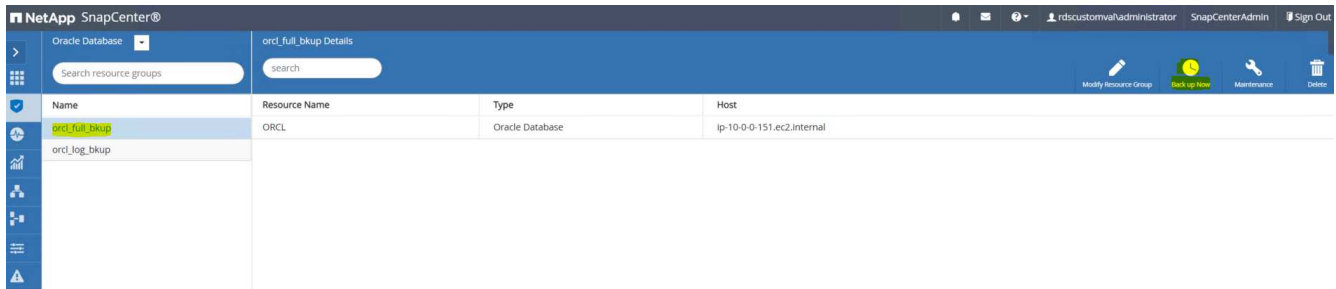 NetApp SnapCenter®
rdscustomval\administrator SnapCenterAdmin Sign Out
Oracle Database
orcl_full_bkup Details
Search resource groups
search
Modify Resource Group
Back up Now
Maintenance
Delete
Name
Resource Name Type Host
orcl_full_bkup
ORCL Oracle Database ip-10-0-0-151.ec2.internal
orcl_log_bkup